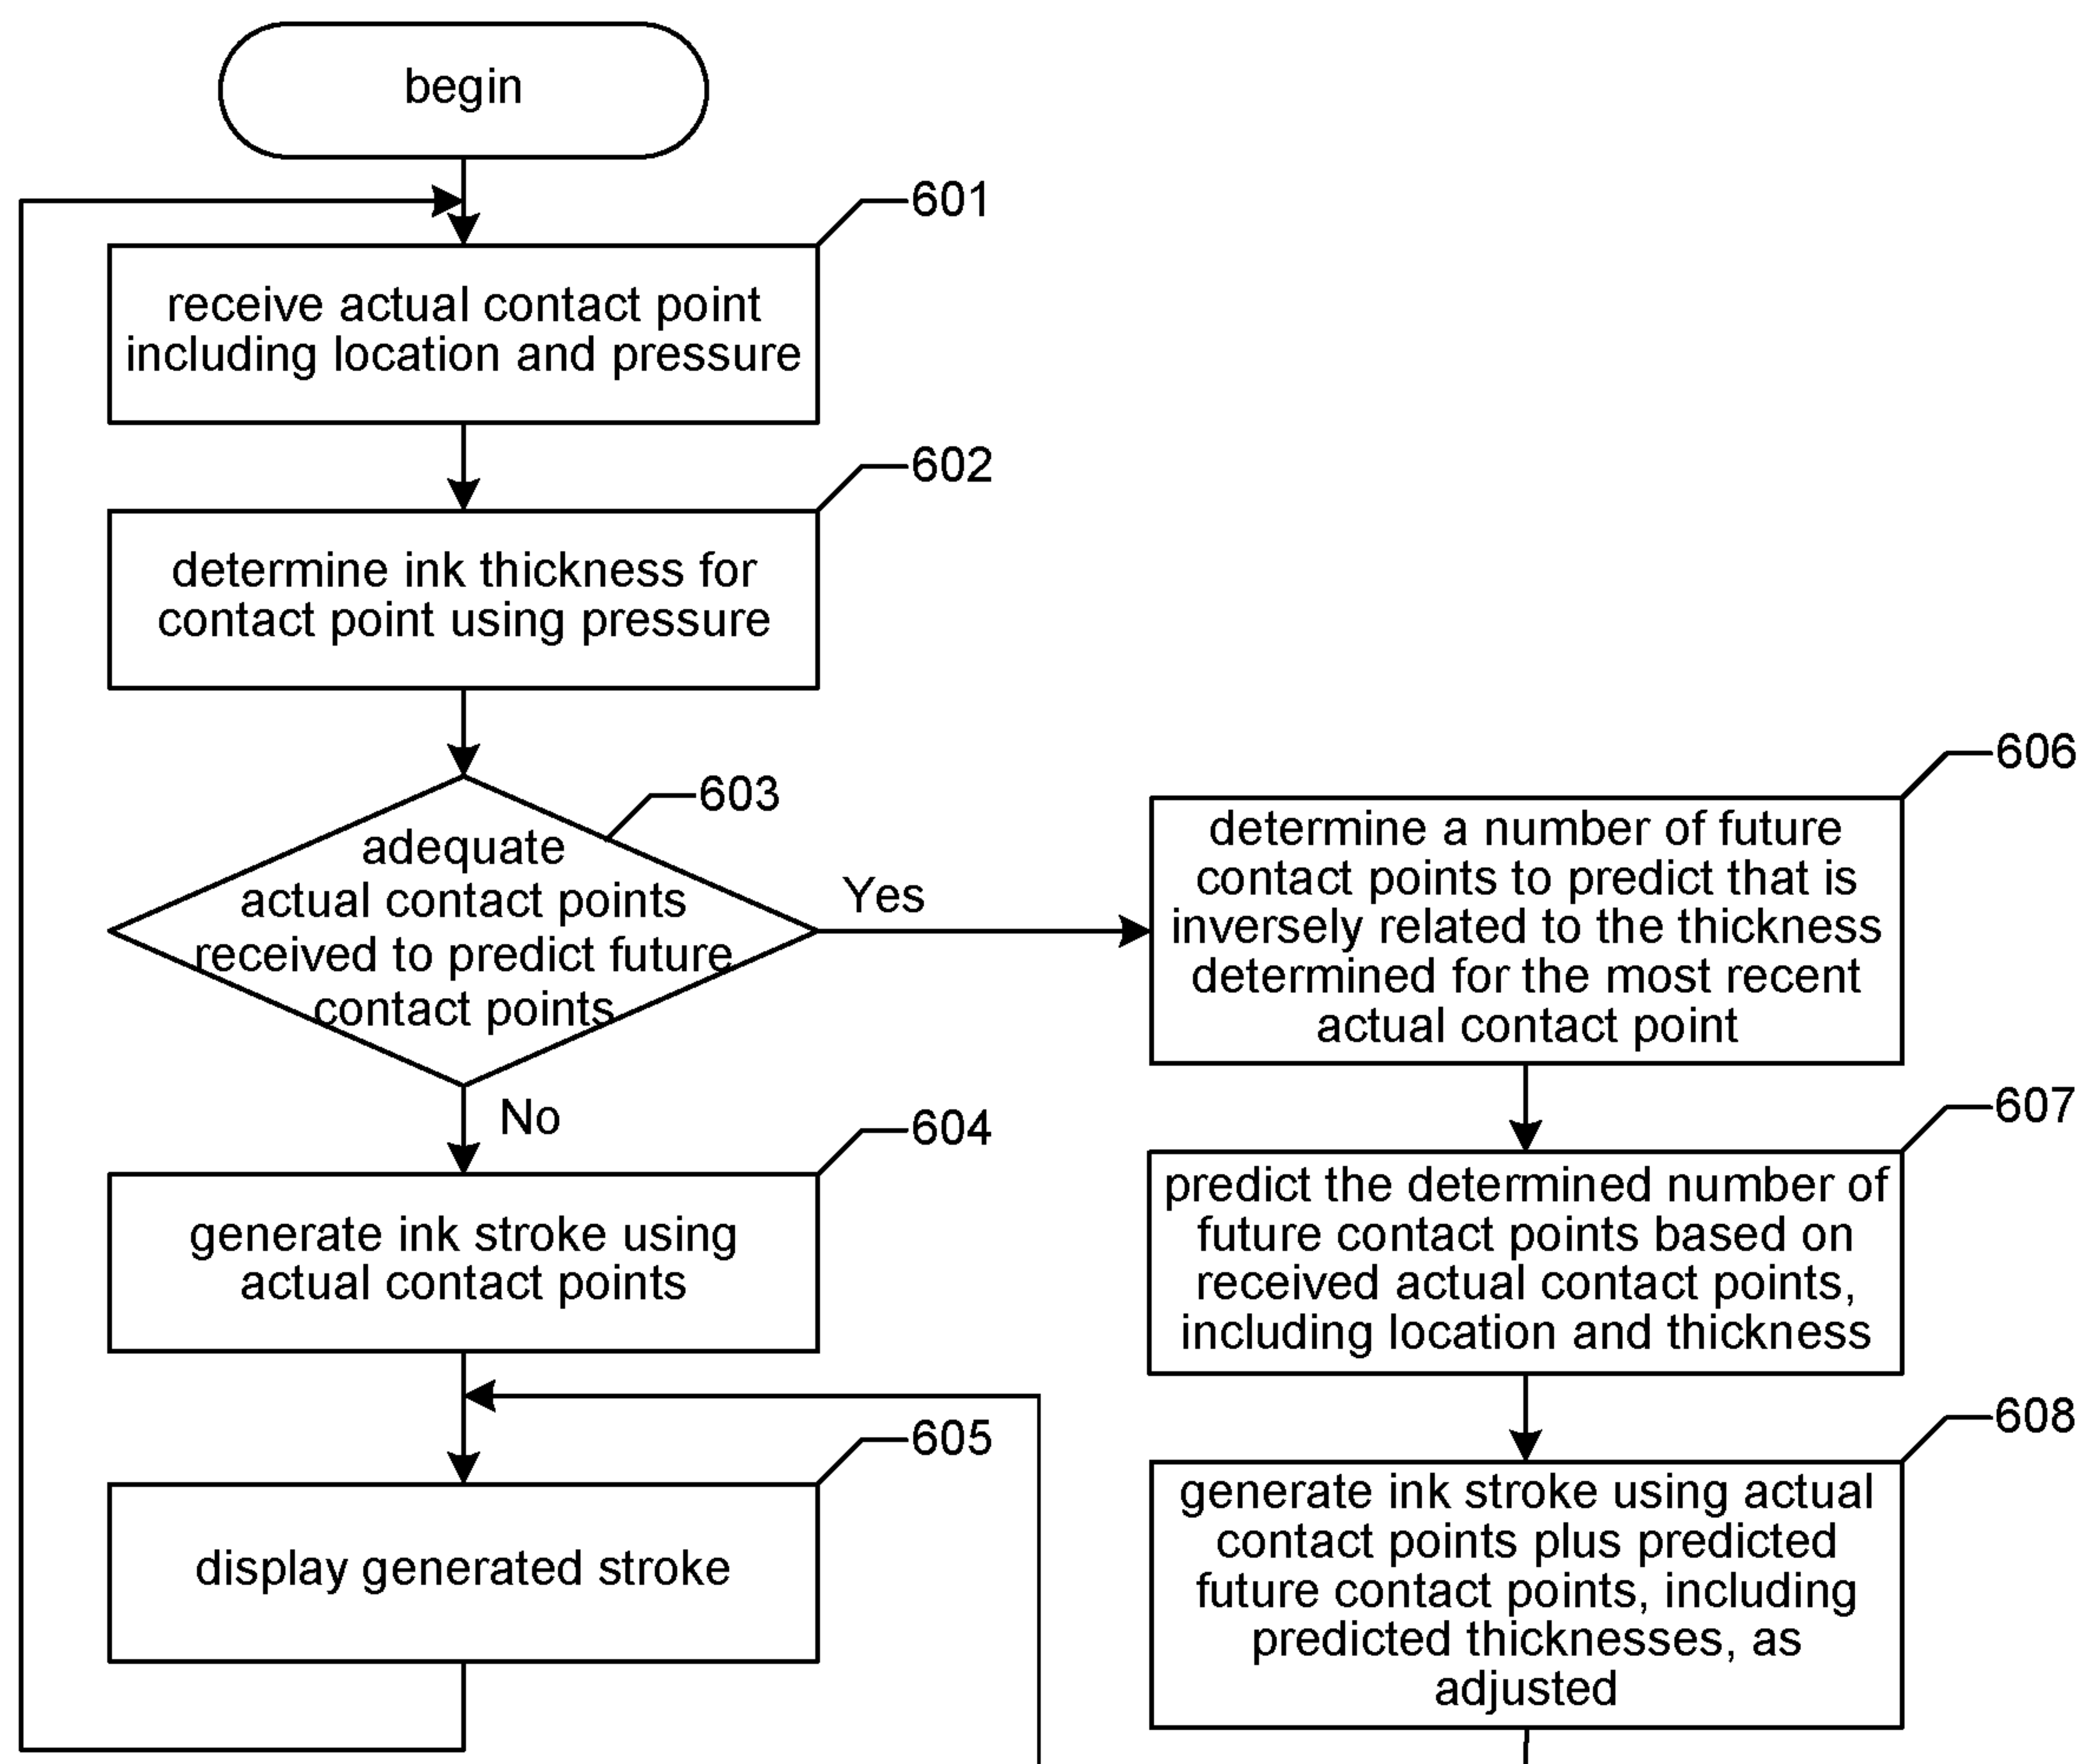 begin
601
receive actual contact point
including location and pressure
602
determine ink thickness for
contact point using pressure
603
adequate
actual contact points
received to predict future
contact points
Yes
No
604
generate ink stroke using
actual contact points
605
display generated stroke
606
determine a number of future
contact points to predict that is
inversely related to the thickness
determined for the most recent
actual contact point
607
predict the determined number of
future contact points based on
received actual contact points,
including location and thickness
608
generate ink stroke using actual
contact points plus predicted
future contact points, including
predicted thicknesses, as
adjusted